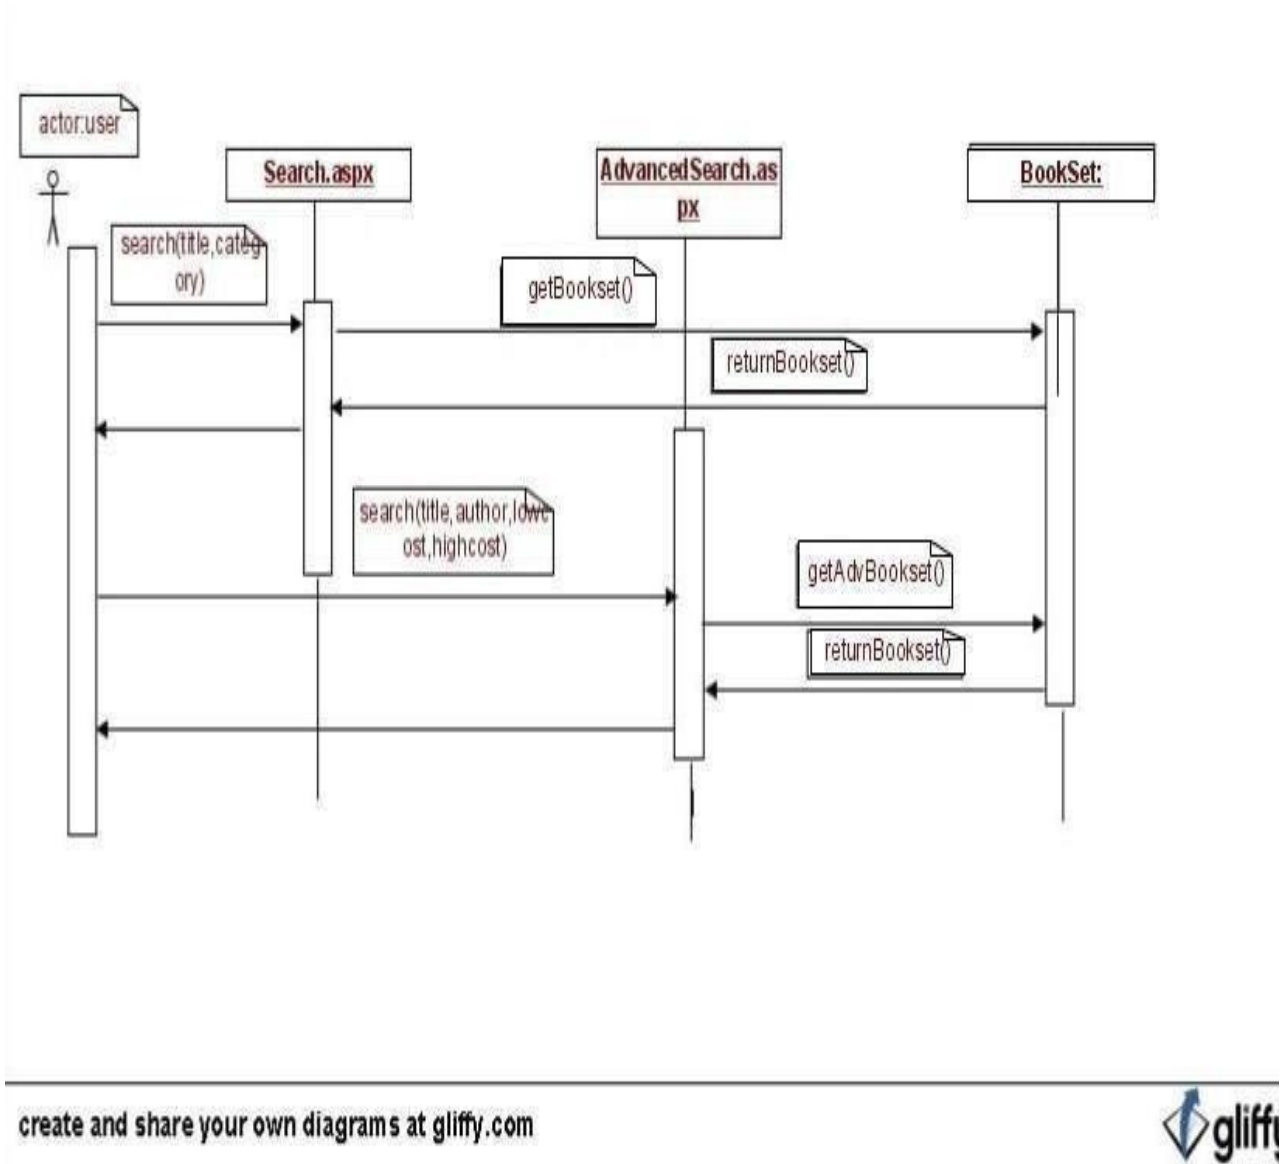 actor:user
Search.aspx
AdvancedSearch.as
px
BookSet:
search(title,categ
ory)
getBookset()
returnBookset()
search(title,author,lowc
ost,highcost)
getAdvBookset()
returnBookset()
create and share your own diagrams at gliffy.com
gliffy